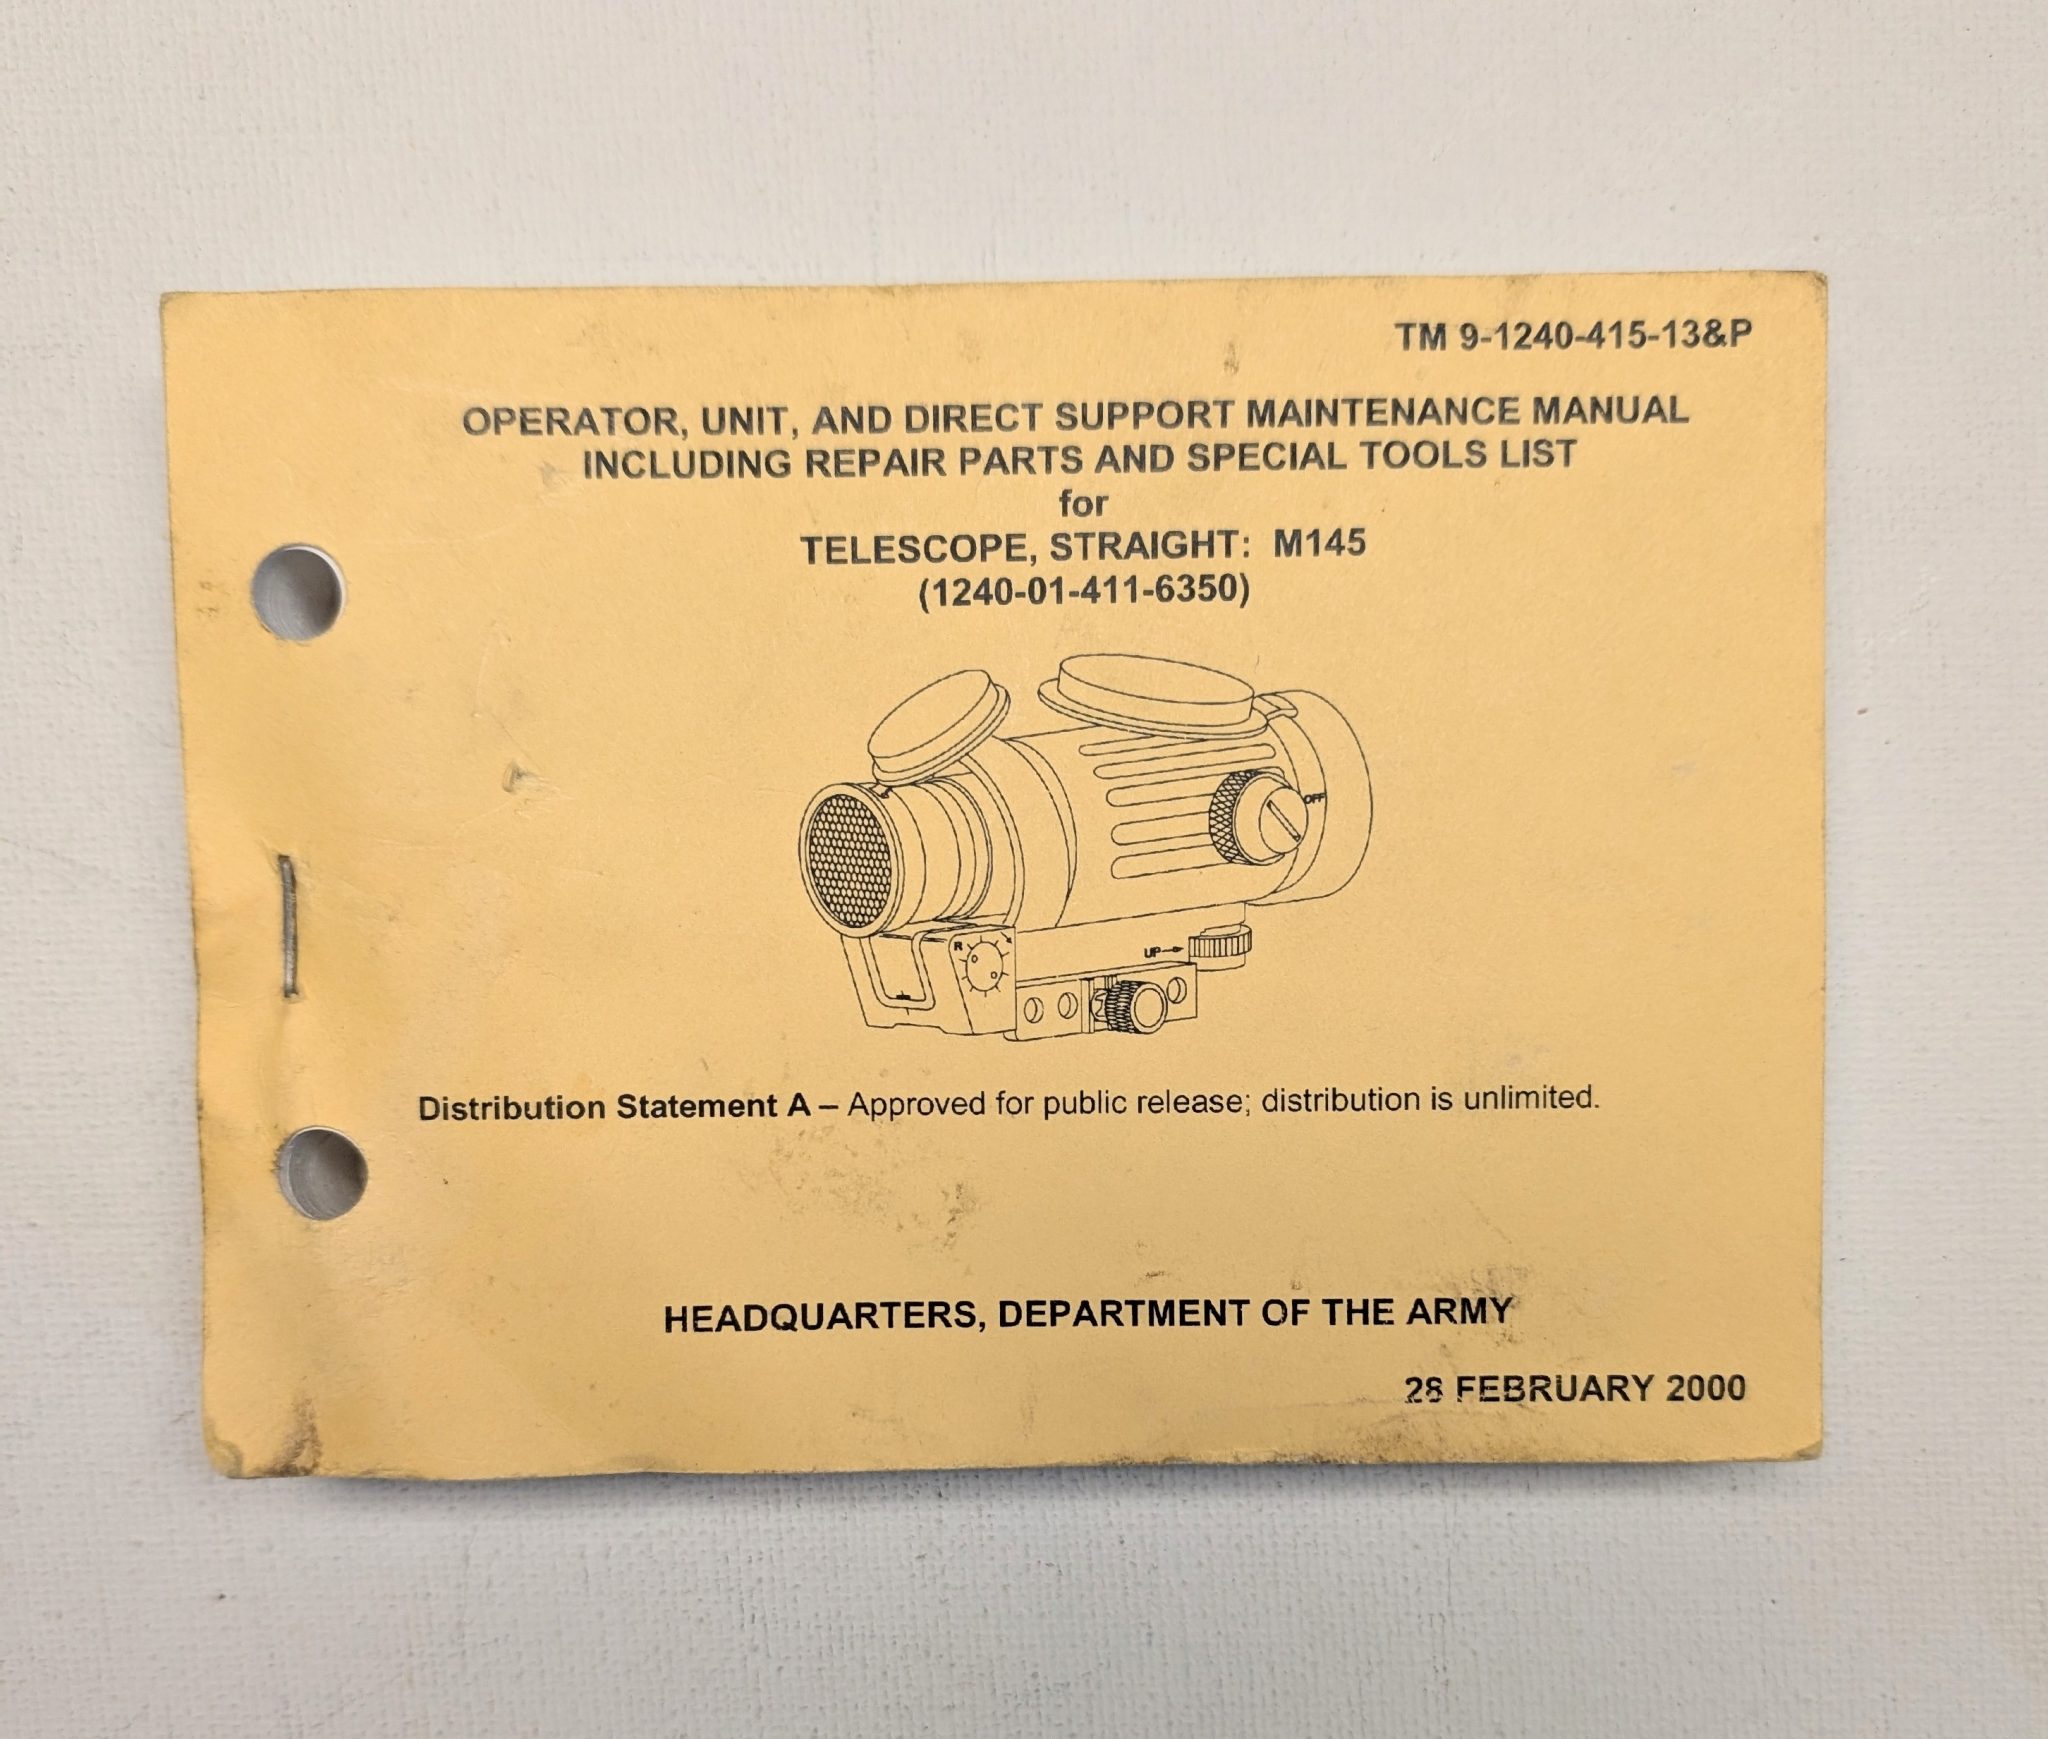 TM 9-1240-415-13&P
OPERATOR, UNIT, AND DIRECT SUPPORT MAINTENANCE MANUAL
INCLUDING REPAIR PARTS AND SPECIAL TOOLS LIST
for
TELESCOPE, STRAIGHT: M145
(1240-01-411-6350)
OFF
R
UP
Distribution Statement A – Approved for public release; distribution is unlimited.
HEADQUARTERS, DEPARTMENT OF THE ARMY
28 FEBRUARY 2000